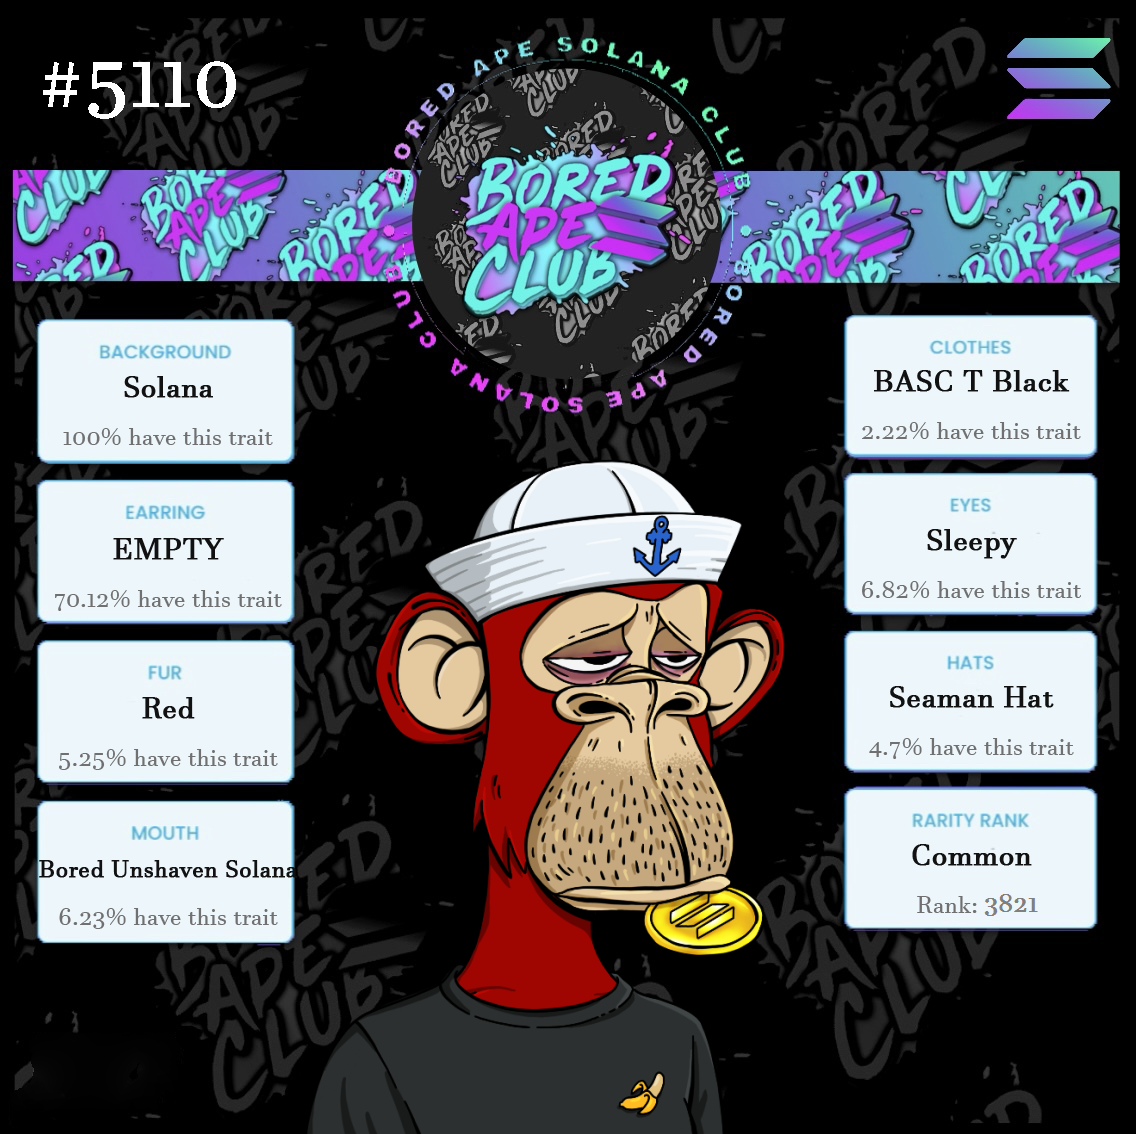 #5110
BORED APE SOLANA CLUB
BORED APE SOLANA CLUB
BORED
APE
CLUB
BACKGROUND
Solana
100% have this trait
EARRING
EMPTY
70.12% have this trait
FUR
Red
5.25% have this trait
MOUTH
Bored Unshaven Solana
6.23% have this trait
CLOTHES
BASC T Black
2.22% have this trait
EYES
Sleepy
6.82% have this trait
HATS
Seaman Hat
4.7% have this trait
RARITY RANK
Common
Rank: 3821